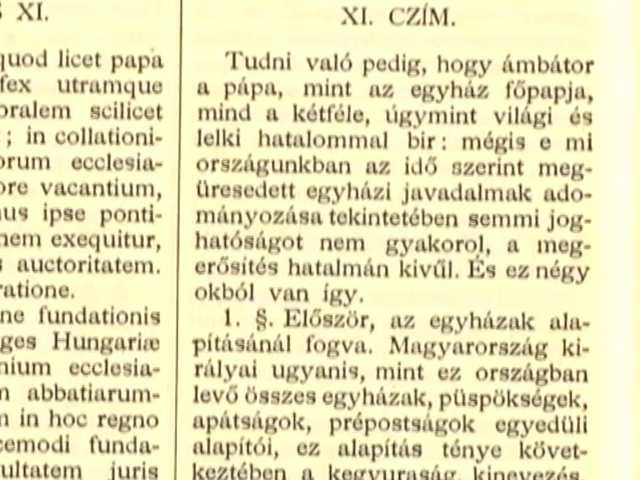 XI.
quod licet papa
fex utramque
oralem scilicet
; in collationi-
orum ecclesia-
ore vacantium,
us ipse ponti-
nem exequitur,
auctoritatem.
ratione.
ne fundationis
ges Hungariæ
nium ecclesia-
abbatiarum-
in hoc regno
cemodi funda-
ultatem juris
XI. CZÍM.
Tudni való pedig, hogy ámbátor
a pápa, mint az egyház főpapja,
mind a kétféle, úgymint világi és
lelki hatalommal bir: mégis e mi
országunkban az idő szerint meg-
üresedett egyházi javadalmak ado-
mányozása tekintetében semmi jog-
hatóságot nem gyakorol, a meg-
erősítés hatalmán kivűl. És ez négy
okból van így.
1. §. Először, az egyházak ala-
pításánál fogva. Magyarország ki-
rályai ugyanis, mint ez országban
levő összes egyházak, püspökségek,
apátságok, prépostságok egyedüli
alapítói, ez alapítás ténye követ-
keztében a kegyuraság, kinevezés,